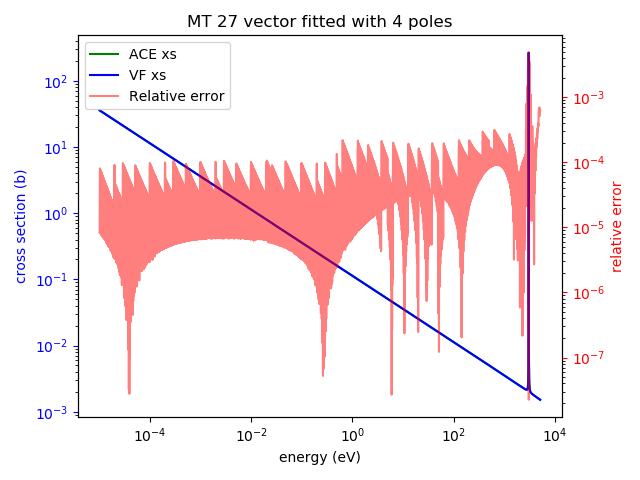 MT 27 vector fitted with 4 poles
ACE xs
VF xs
Relative error
cross section (b)
10²
10¹
10⁰
10⁻¹
10⁻²
10⁻³
10⁻³
10⁻⁴
10⁻⁵
10⁻⁶
10⁻⁷
relative error
10⁻⁴
10⁻²
10⁰
10²
10⁴
energy (eV)